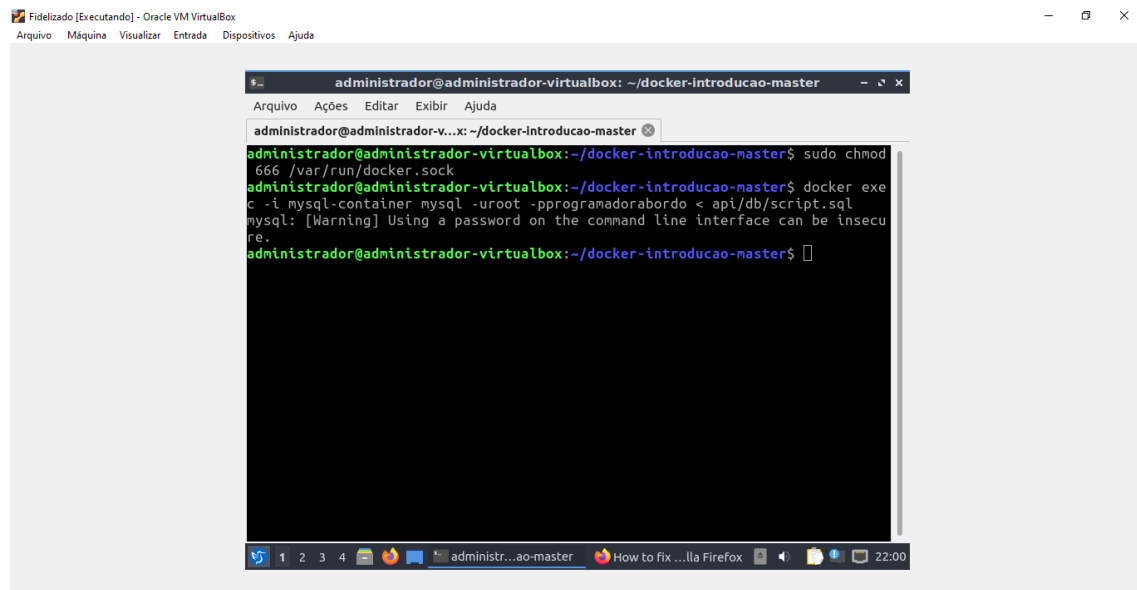 Fidelizado [Executando] - Oracle VM VirtualBox
Arquivo Máquina Visualizar Entrada Dispositivos Ajuda
administrador@administrador-virtualbox: ~/docker-introducao-master
Arquivo Ações Editar Exibir Ajuda
administrador@administrador-v...x: ~/docker-introducao-master
administrador@administrador-virtualbox:~/docker-introducao-master$ sudo chmod
666 /var/run/docker.sock
administrador@administrador-virtualbox:~/docker-introducao-master$ docker exe
c -i mysql-container mysql -uroot -pprogramadorabordo < api/db/script.sql
mysql: [Warning] Using a password on the command line interface can be insecu
re.
administrador@administrador-virtualbox:~/docker-introducao-master$
1 2 3 4 administr...ao-master How to fix ...lla Firefox 22:00